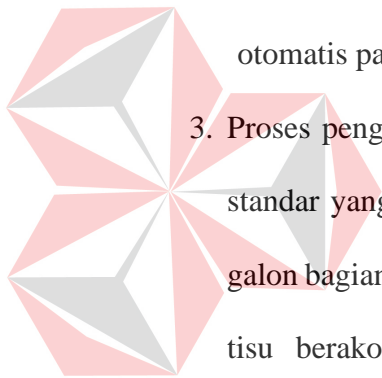 otomatis pa
3. Proses peng
standar yang
galon bagian
tisu berako